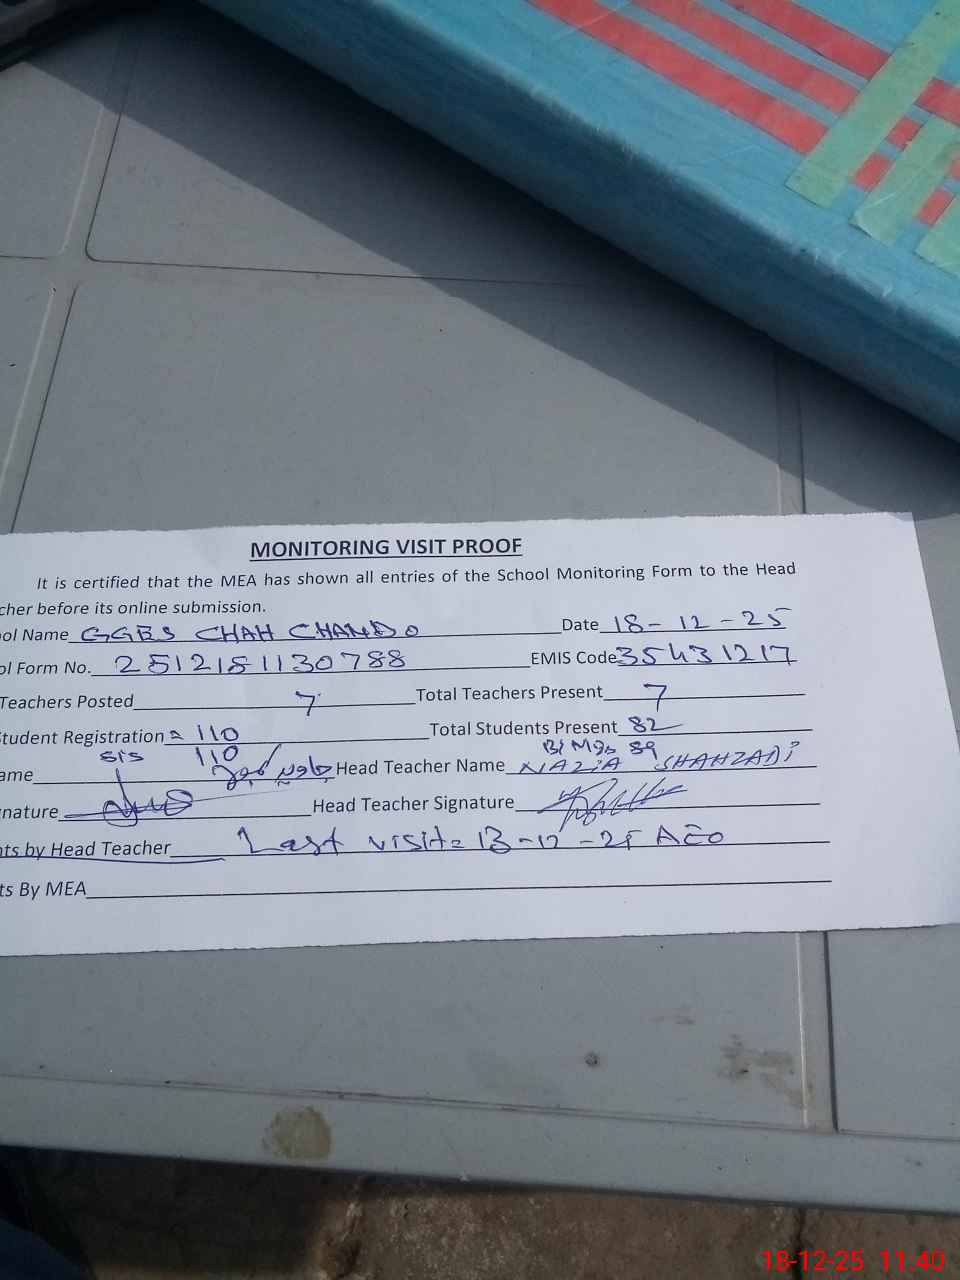 MONITORING VISIT PROOF
It is certified that the MEA has shown all entries of the School Monitoring Form to the Head
cher before its online submission.
ool Name GGES CHAH CHANDO Date 18-12-25
ol Form No. 2512181130788 EMIS Code 35431217
Teachers Posted 7 Total Teachers Present 7
tudent Registration = 110 Total Students Present 82
sis 110 89
ame Head Teacher Name NAZIA SHAHZADI
nature Head Teacher Signature
nts by Head Teacher Last visit = 13-12-25 AEO
ts By MEA
18-12-25 11:40